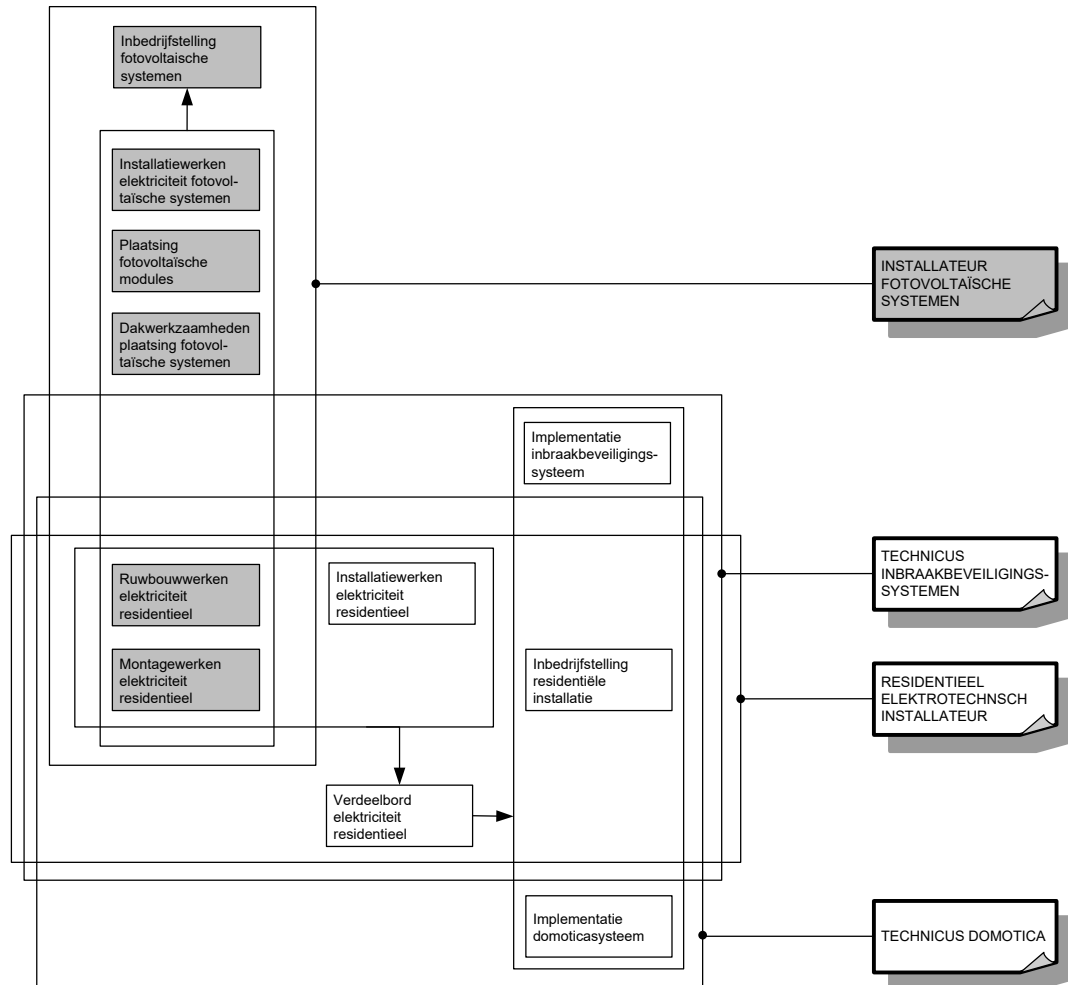 Inbedrijfstelling
fotovoltaische
systemen
Installatiewerken
elektriciteit fotovol-
taïsche systemen
Plaatsing
fotovoltaïsche
modules
INSTALLATEUR
FOTOVOLTAÏSCHE
SYSTEMEN
Dakwerkzaamheden
plaatsing fotovol-
taïsche systemen
Implementatie
inbraakbeveiligings-
systeem
TECHNICUS
INBRAAKBEVEILIGINGS-
SYSTEMEN
Ruwbouwwerken
elektriciteit
residentieel
Installatiewerken
elektriciteit
residentieel
Montagewerken
elektriciteit
residentieel
Inbedrijfstelling
residentiële
installatie
RESIDENTIEEL
ELEKTROTECHNSCH
INSTALLATEUR
Verdeelbord
elektriciteit
residentieel
Implementatie
domoticasysteem
TECHNICUS DOMOTICA